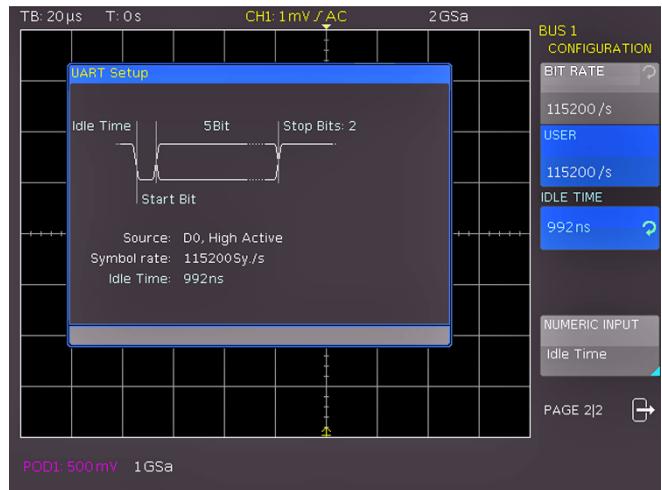 TB: 20µs T: 0s CH1: 1mV / AC 2GSa
BUS 1
CONFIGURATION
BIT RATE
115200/s
USER
115200/s
IDLE TIME
992ns
NUMERIC INPUT
Idle Time
PAGE 2|2
UART Setup
Idle Time 5Bit Stop Bits: 2
Start Bit
Source: D0, High Active
Symbol rate: 115200Sy./s
Idle Time: 992ns
POD1: 500mV 1GSa